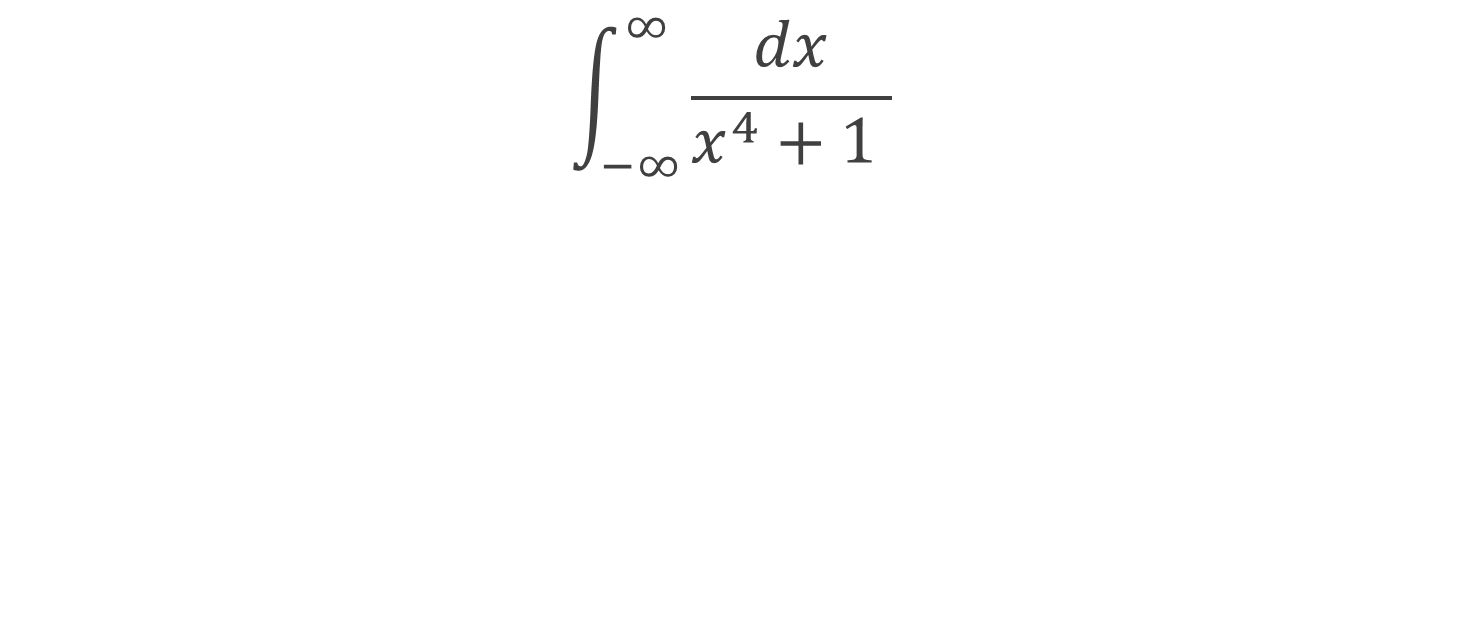 ∫_{-∞}^{∞} dx/(x⁴ + 1)